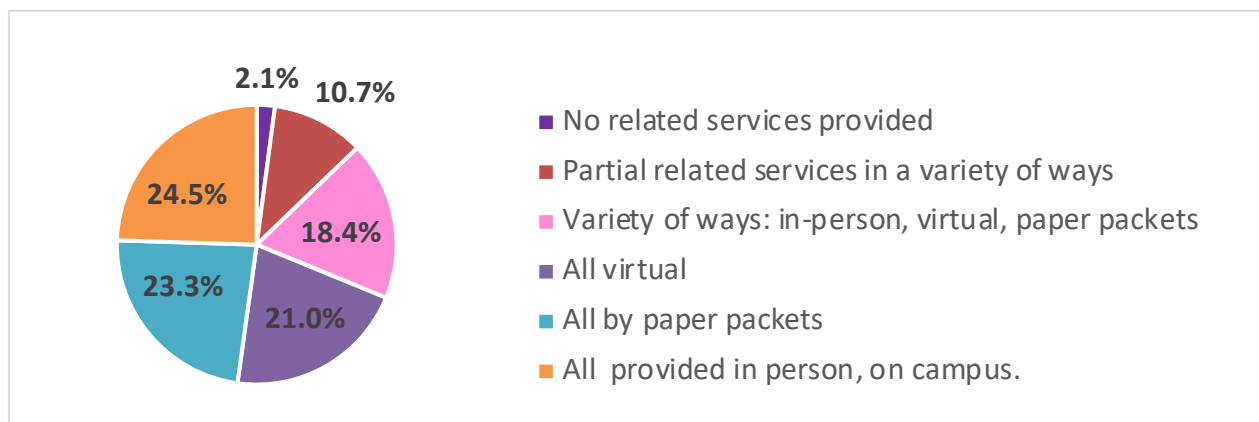 2.1%
10.7%
18.4%
21.0%
23.3%
24.5%
No related services provided
Partial related services in a variety of ways
Variety of ways: in-person, virtual, paper packets
All virtual
All by paper packets
All  provided in person, on campus.